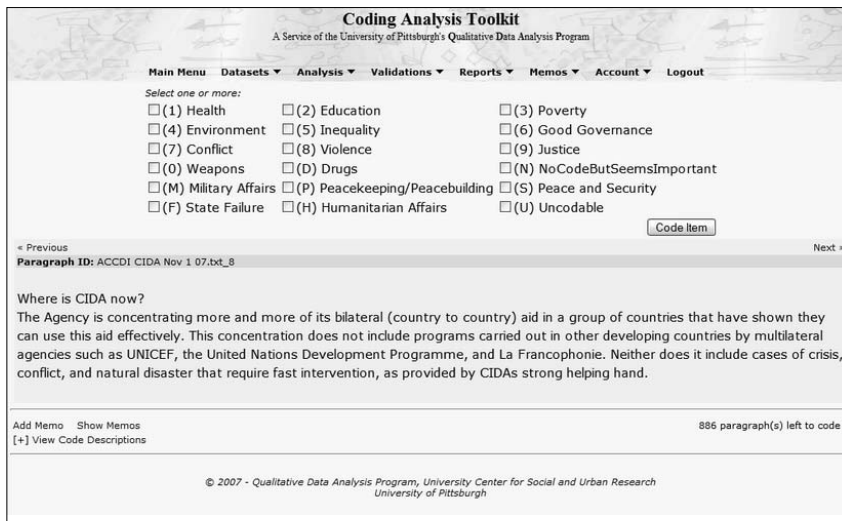 Coding Analysis Toolkit
A Service of the University of Pittsburgh's Qualitative Data Analysis Program
Main Menu Datasets ▼ Analysis ▼ Validations ▼ Reports ▼ Memos ▼ Account ▼ Logout
Select one or more:
(1) Health (2) Education (3) Poverty
(4) Environment (5) Inequality (6) Good Governance
(7) Conflict (8) Violence (9) Justice
(0) Weapons (D) Drugs (N) NoCodeButSeemsImportant
(M) Military Affairs (P) Peacekeeping/Peacebuilding (S) Peace and Security
(F) State Failure (H) Humanitarian Affairs (U) Uncodable
Code Item
« Previous Next »
Paragraph ID: ACCDI CIDA Nov 1 07.txt_8
Where is CIDA now?
The Agency is concentrating more and more of its bilateral (country to country) aid in a group of countries that have shown they
can use this aid effectively. This concentration does not include programs carried out in other developing countries by multilateral
agencies such as UNICEF, the United Nations Development Programme, and La Francophonie. Neither does it include cases of crisis,
conflict, and natural disaster that require fast intervention, as provided by CIDAs strong helping hand.
Add Memo Show Memos 886 paragraph(s) left to code
[+] View Code Descriptions
© 2007 - Qualitative Data Analysis Program, University Center for Social and Urban Research
University of Pittsburgh